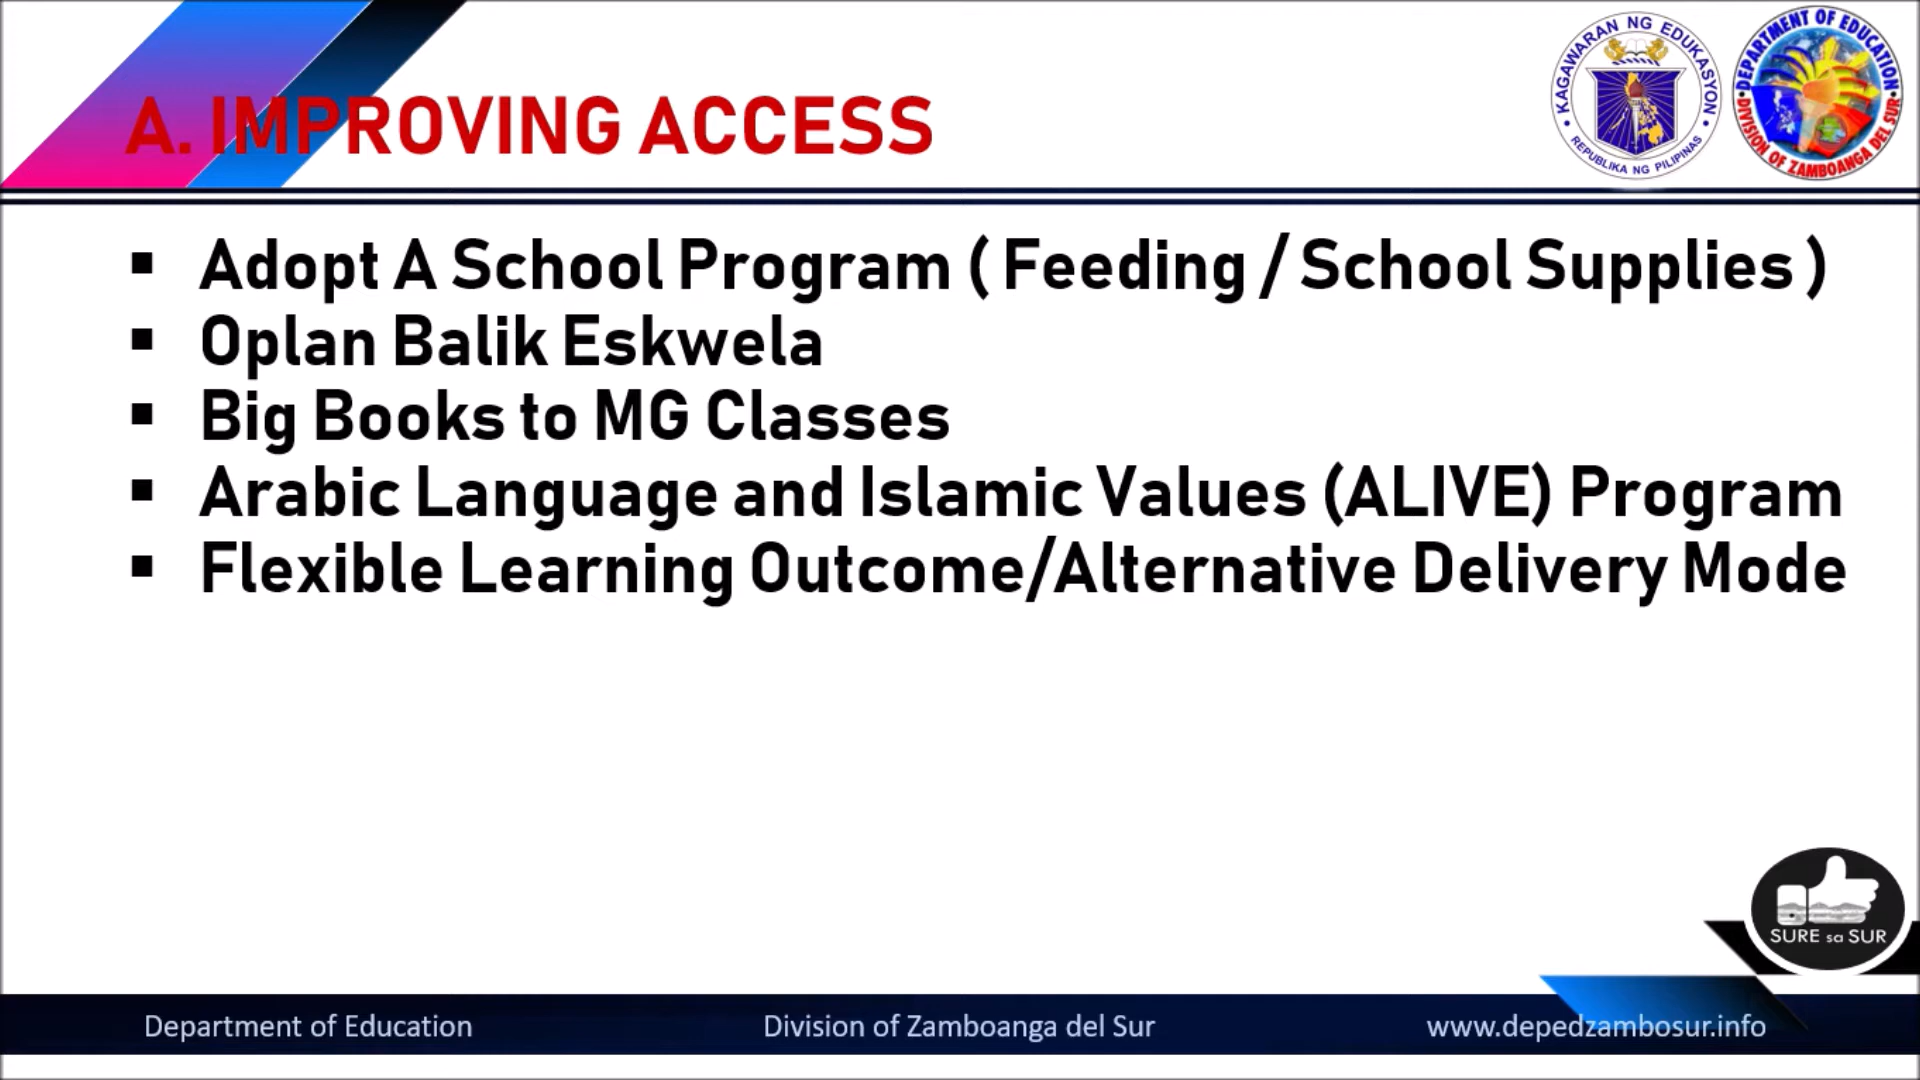 A. IMPROVING ACCESS
KAGAWARAN NG EDUKASYON
REPUBLIKA NG PILIPINAS
DEPARTMENT OF EDUCATION
DIVISION OF ZAMBOANGA DEL SUR
▪ Adopt A School Program ( Feeding / School Supplies )
▪ Oplan Balik Eskwela
▪ Big Books to MG Classes
▪ Arabic Language and Islamic Values (ALIVE) Program
▪ Flexible Learning Outcome/Alternative Delivery Mode
SURE sa SUR
Department of Education
Division of Zamboanga del Sur
www.depedzambosur.info